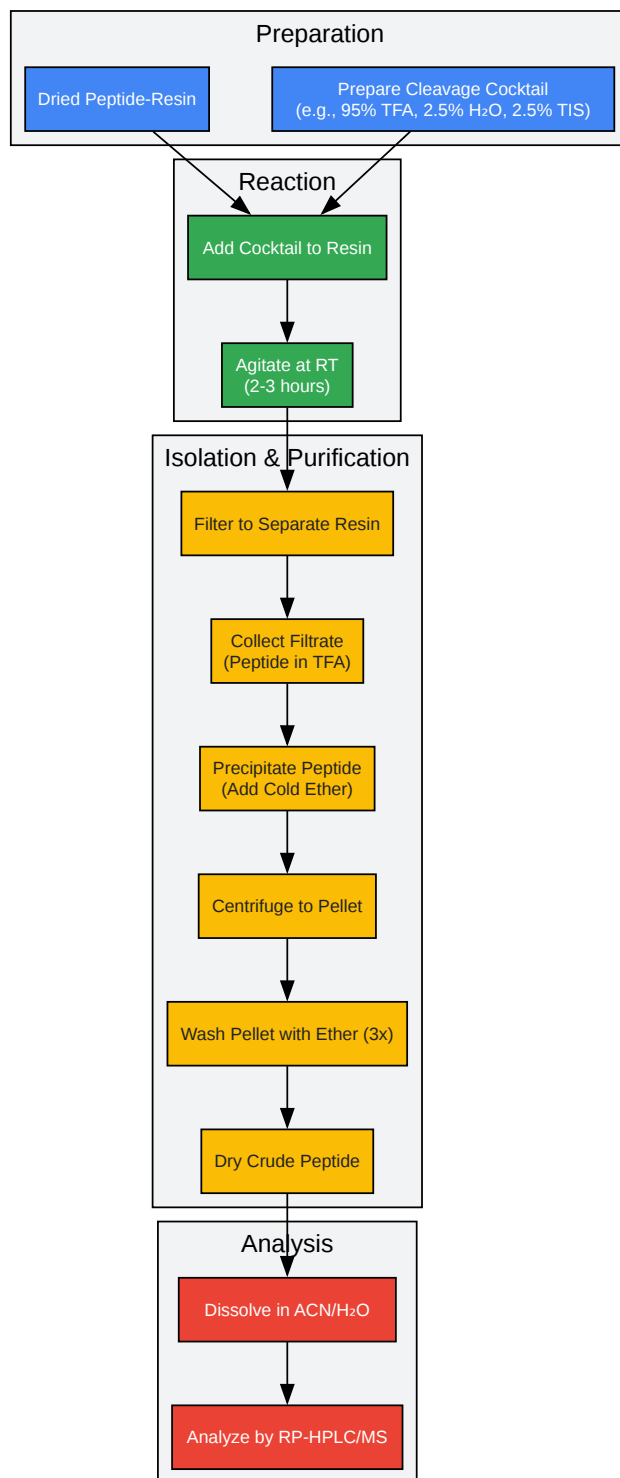 Preparation
Dried Peptide-Resin
Prepare Cleavage Cocktail
(e.g., 95% TFA, 2.5% H₂O, 2.5% TIS)
Reaction
Add Cocktail to Resin
Agitate at RT
(2-3 hours)
Isolation & Purification
Filter to Separate Resin
Collect Filtrate
(Peptide in TFA)
Precipitate Peptide
(Add Cold Ether)
Centrifuge to Pellet
Wash Pellet with Ether (3x)
Dry Crude Peptide
Analysis
Dissolve in ACN/H₂O
Analyze by RP-HPLC/MS